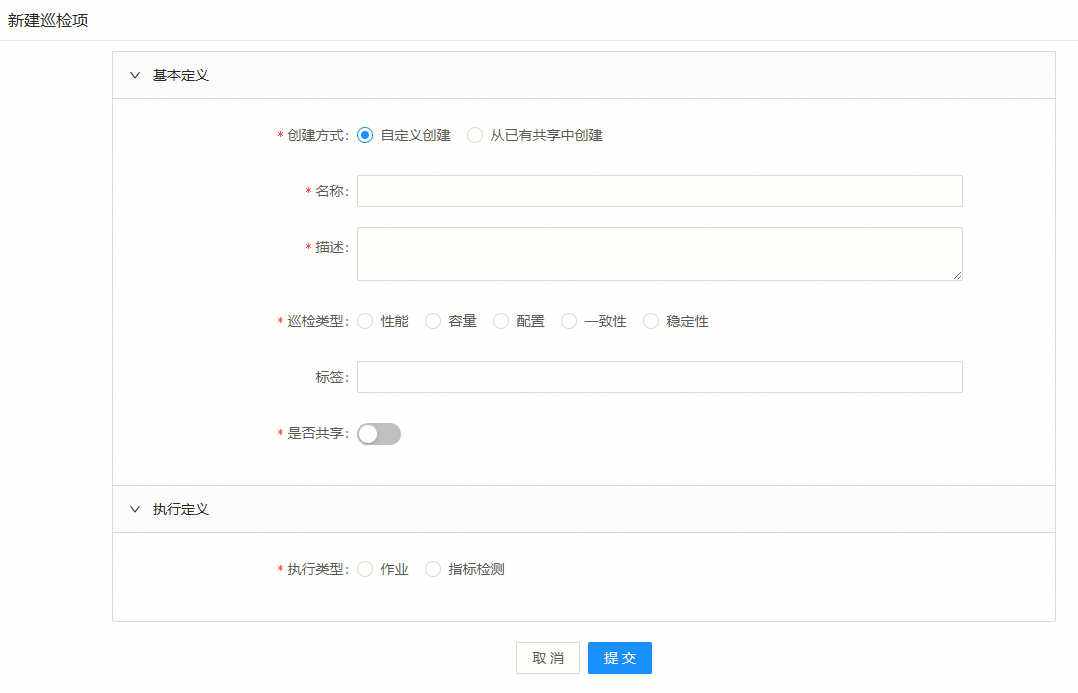 新建巡检项
基本定义
* 创建方式: 自定义创建 从已有共享中创建
* 名称:
* 描述:
* 巡检类型: 性能 容量 配置 一致性 稳定性
标签:
* 是否共享:
执行定义
* 执行类型: 作业 指标检测
取 消 提 交